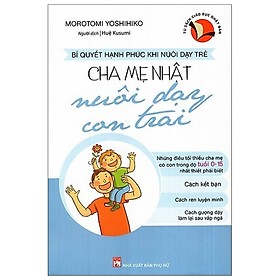 MOROTOMI YOSHIHIKO
Người dịch | Huệ Kusumi
TỦ SÁCH GIÁO DỤC NHẬT BẢN
BÍ QUYẾT HẠNH PHÚC KHI NUÔI DẠY TRẺ
CHA MẸ NHẬT
nuôi dạy
con trai
Những điều tối thiểu cha mẹ
có con trong độ tuổi 0-15
nhất thiết phải biết
Cách kết bạn
Cách rèn luyện mình
Cách gượng dậy
làm lại sau vấp ngã
NHÀ XUẤT BẢN PHỤ NỮ